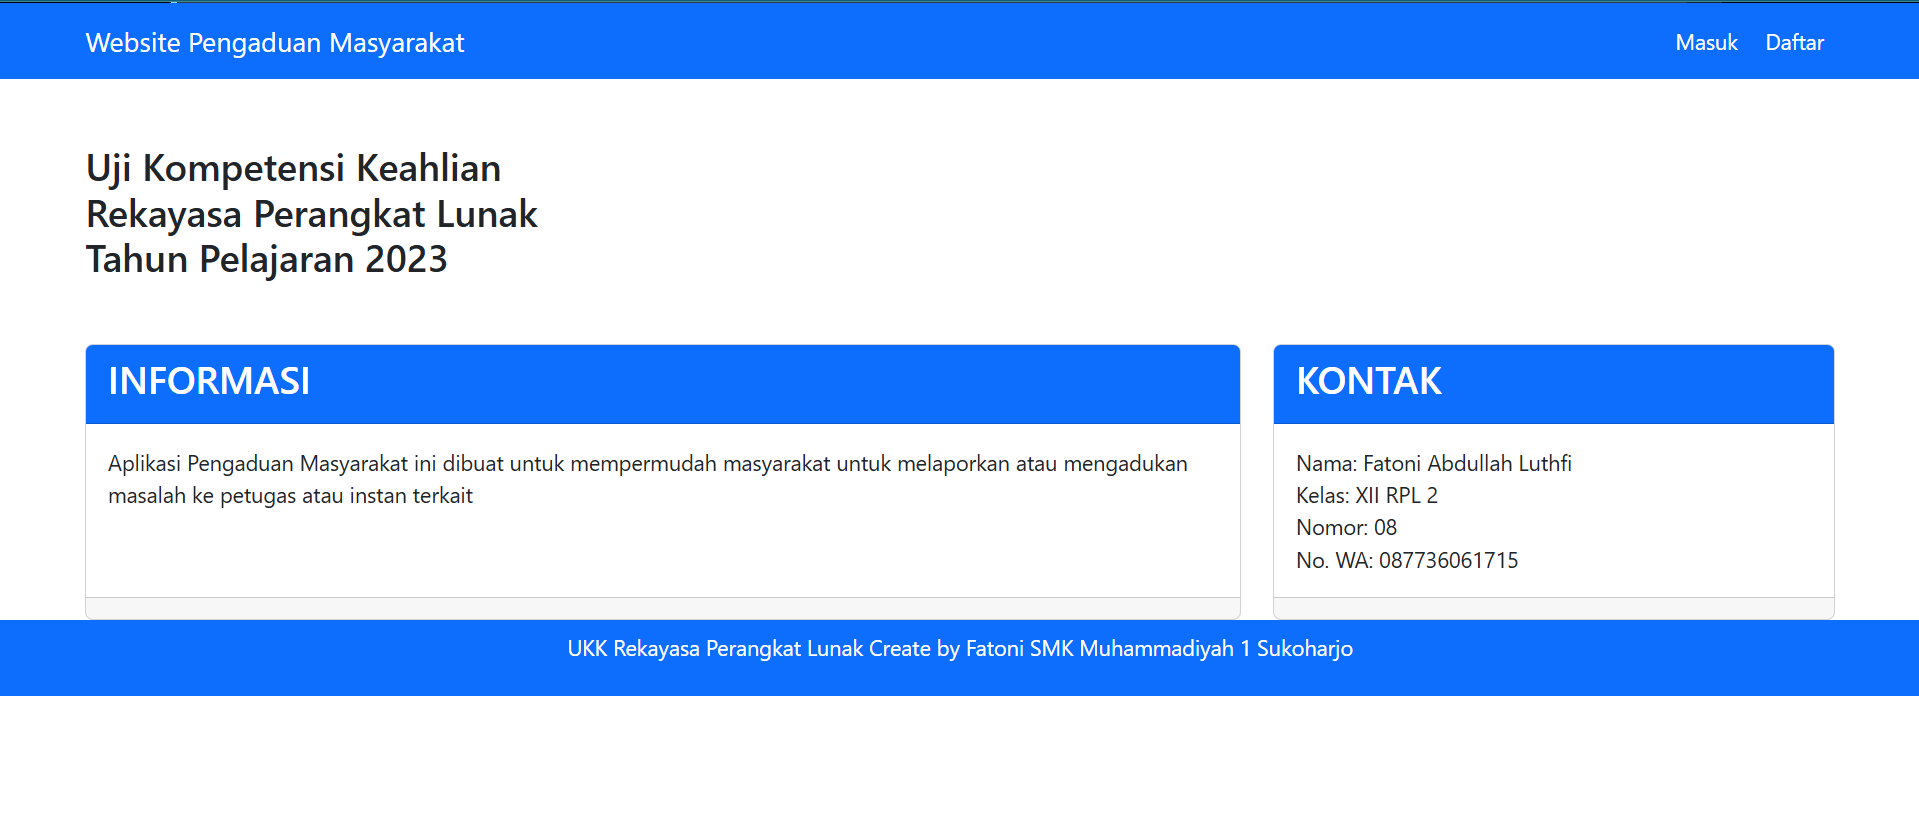 Website Pengaduan Masyarakat
Masuk
Daftar
Uji Kompetensi Keahlian
Rekayasa Perangkat Lunak
Tahun Pelajaran 2023
INFORMASI
Aplikasi Pengaduan Masyarakat ini dibuat untuk mempermudah masyarakat untuk melaporkan atau mengadukan
masalah ke petugas atau instan terkait
KONTAK
Nama: Fatoni Abdullah Luthfi
Kelas: XII RPL 2
Nomor: 08
No. WA: 087736061715
UKK Rekayasa Perangkat Lunak Create by Fatoni SMK Muhammadiyah 1 Sukoharjo